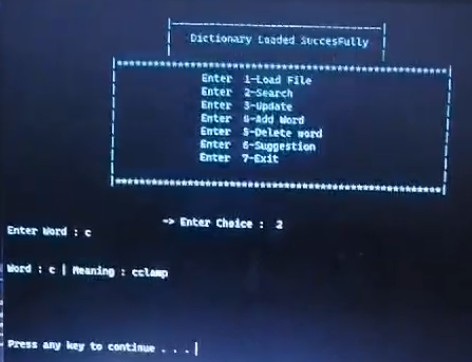 Dictionary Loaded SuccesFully
Enter 1-Load File
Enter 2-Search
Enter 3-Update
Enter 4-Add Word
Enter 5-Delete word
Enter 6-Suggestion
Enter 7-Exit
-> Enter Choice : 2
Enter Word : c
Word : c | Meaning : cclamp
Press any key to continue . . .